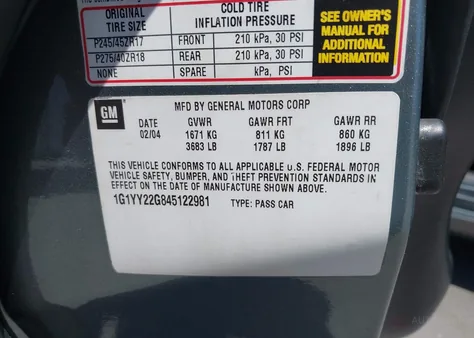 ORIGINAL TIRE SIZE COLD TIRE INFLATION PRESSURE
P245/45ZR17 FRONT 210 kPa, 30 PSI
P275/40ZR18 REAR 210 kPa, 30 PSI
NONE SPARE kPa, PSI
SEE OWNER'S
MANUAL FOR
ADDITIONAL
INFORMATION
GM
MFD BY GENERAL MOTORS CORP
DATE GVWR GAWR FRT GAWR RR
02/04 1671 KG 811 KG 860 KG
3683 LB 1787 LB 1896 LB
THIS VEHICLE CONFORMS TO ALL APPLICABLE U.S. FEDERAL MOTOR
VEHICLE SAFETY, BUMPER, AND THEFT PREVENTION STANDARDS IN
EFFECT ON THE DATE OF MANUFACTURE SHOWN ABOVE.
1G1YY22G845122981 TYPE: PASS CAR